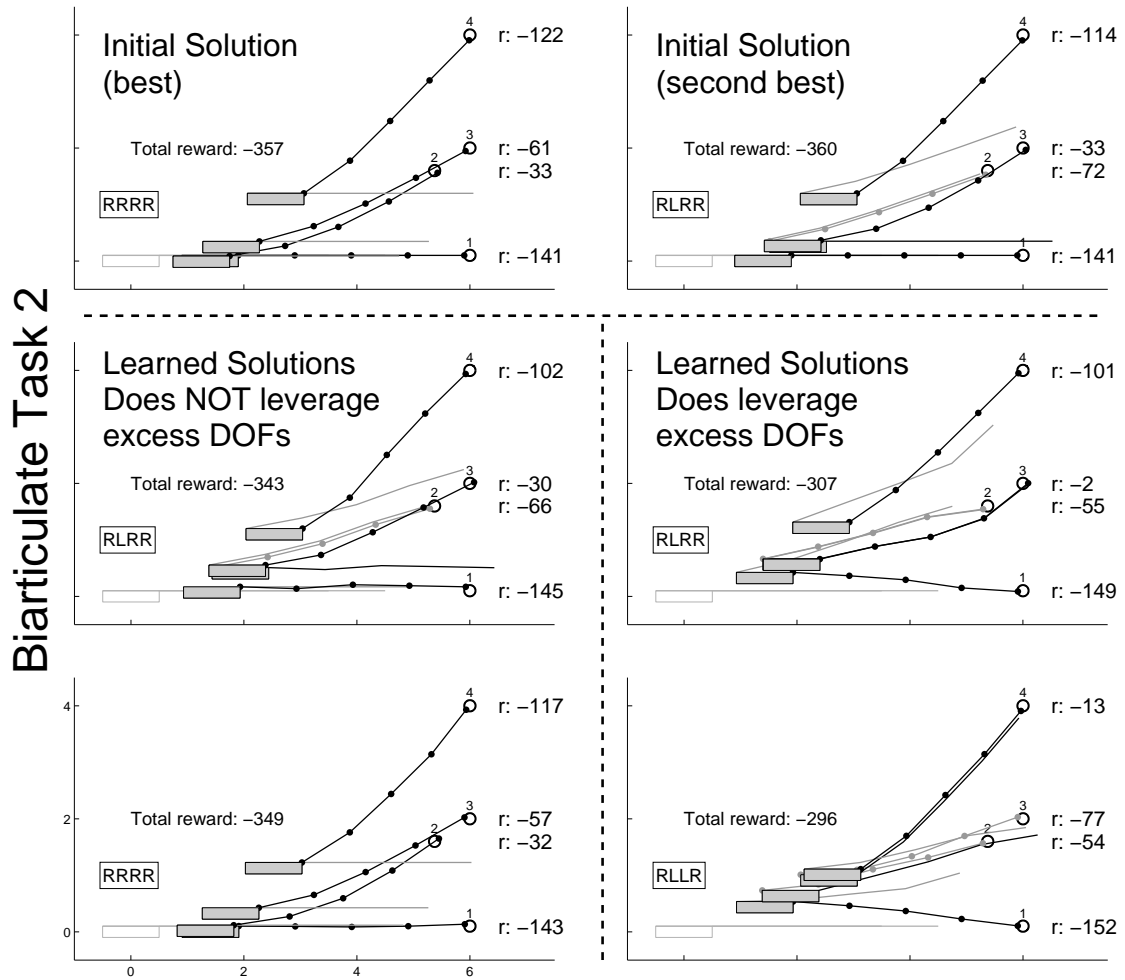 Biarticulate Task 2
Initial Solution
(best)
Total reward: −357
RRRR
4
3
2
1
r: −122
r: −61
r: −33
r: −141
Initial Solution
(second best)
Total reward: −360
RLRR
4
3
2
1
r: −114
r: −33
r: −72
r: −141
Learned Solutions
Does NOT leverage
excess DOFs
Total reward: −343
RLRR
4
3
2
1
r: −102
r: −30
r: −66
r: −145
Learned Solutions
Does leverage
excess DOFs
Total reward: −307
RLRR
4
3
2
1
r: −101
r: −2
r: −55
r: −149
4
2
0
0
2
4
6
Total reward: −349
RRRR
4
3
2
1
r: −117
r: −57
r: −32
r: −143
Total reward: −296
RLLR
4
3
2
1
r: −13
r: −77
r: −54
r: −152